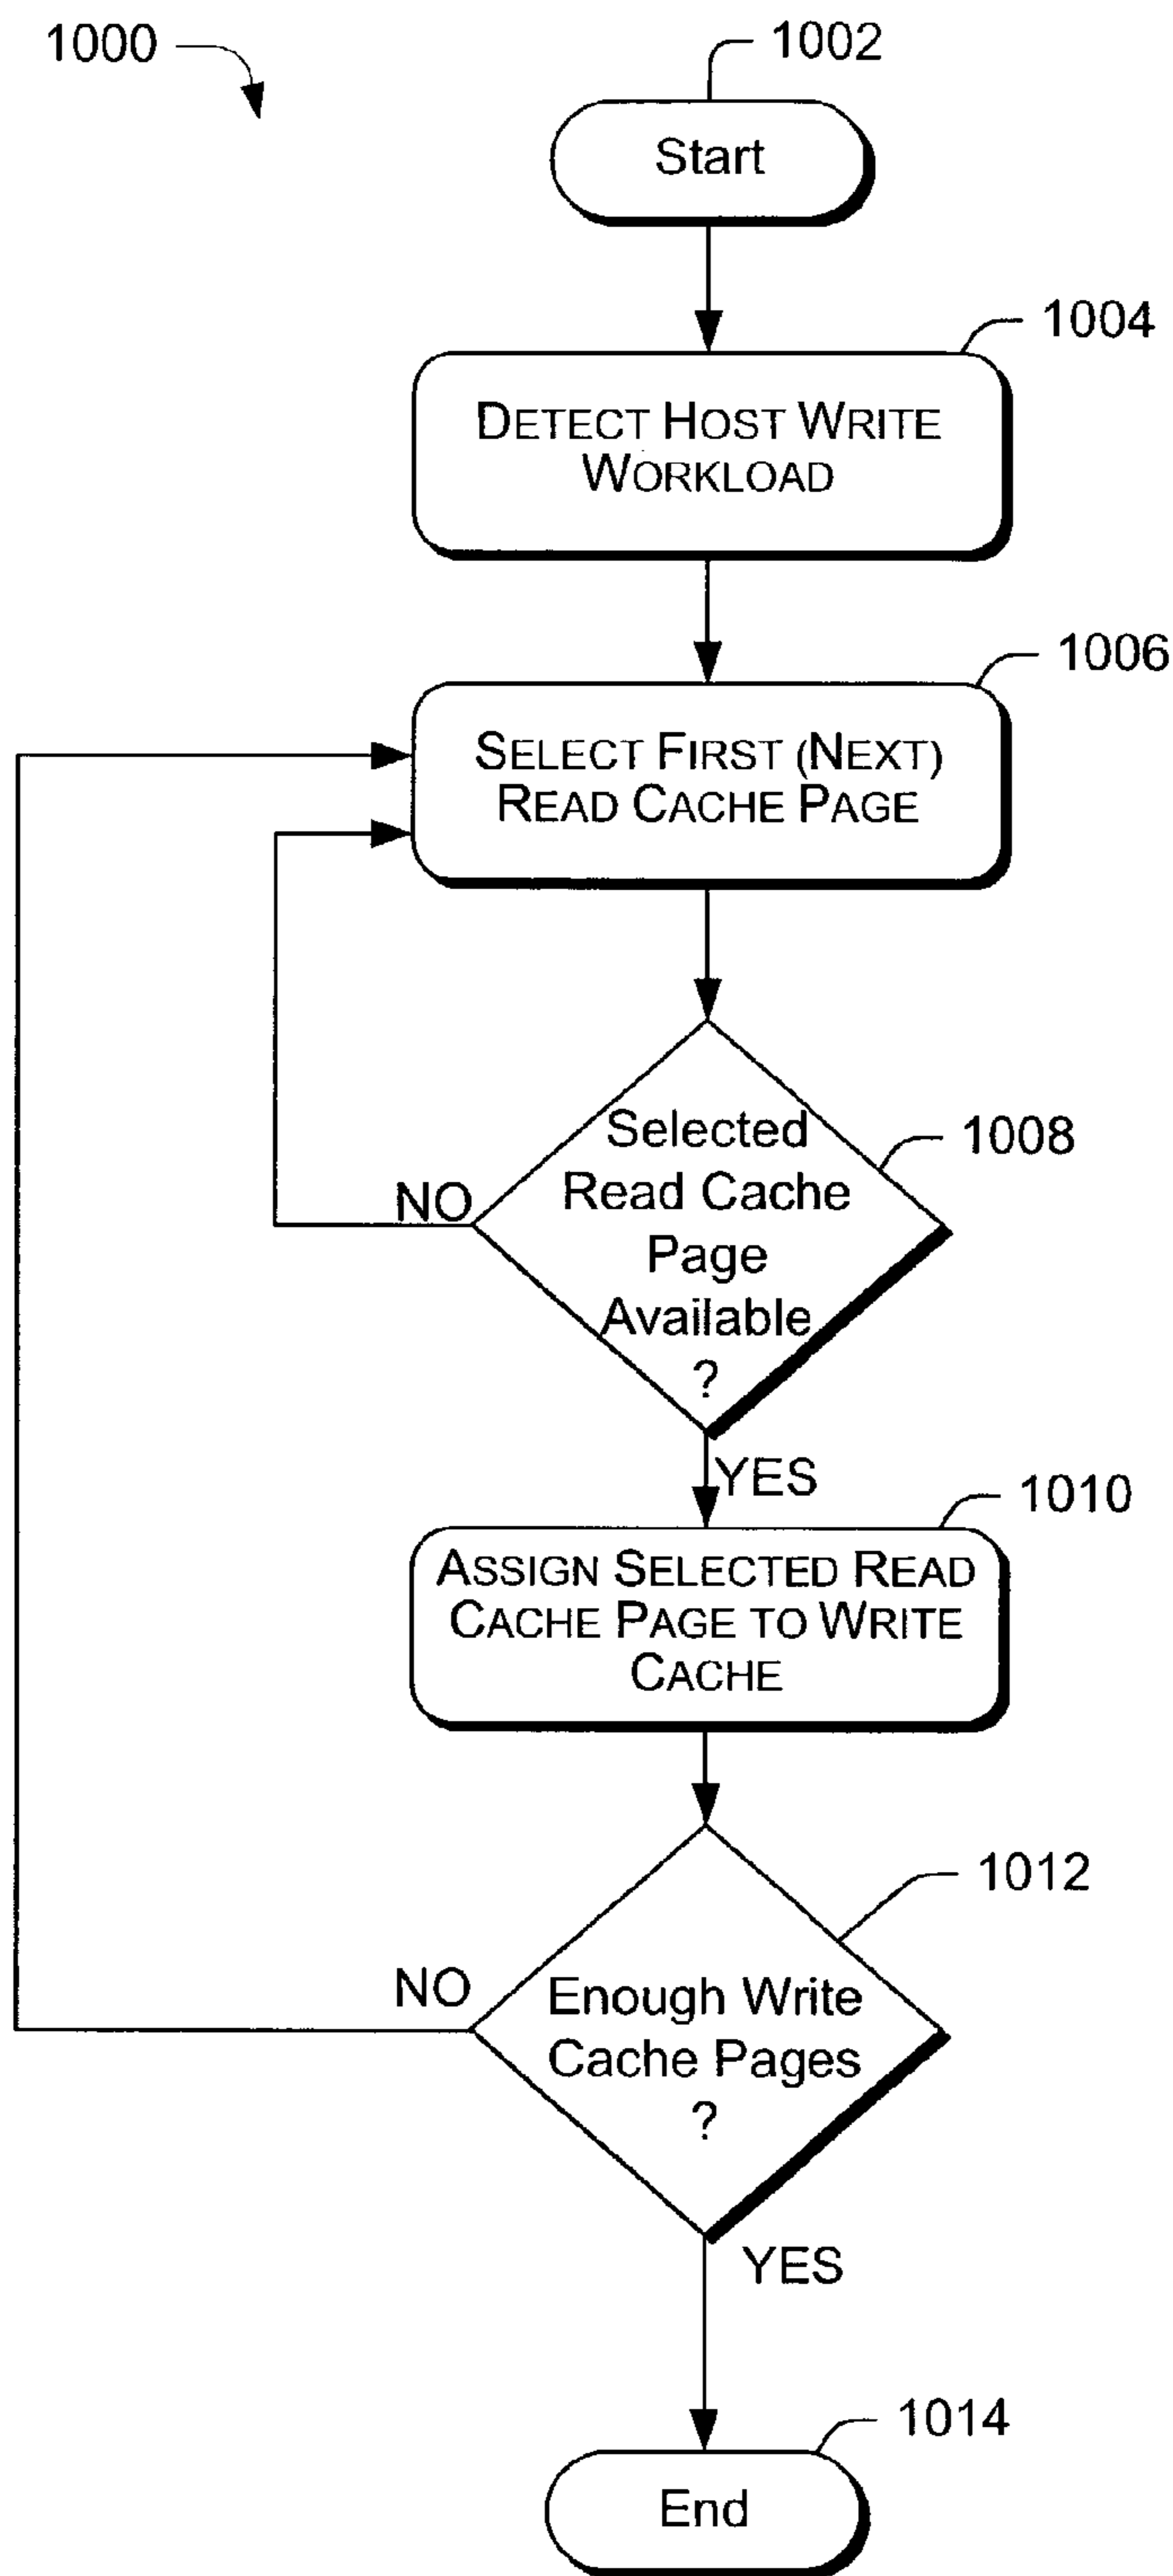 1000
1002
Start
1004
DETECT HOST WRITE
WORKLOAD
1006
SELECT FIRST (NEXT)
READ CACHE PAGE
Selected
Read Cache
Page
Available
?
1008
NO
YES
1010
ASSIGN SELECTED READ
CACHE PAGE TO WRITE
CACHE
1012
NO
Enough Write
Cache Pages
?
YES
1014
End